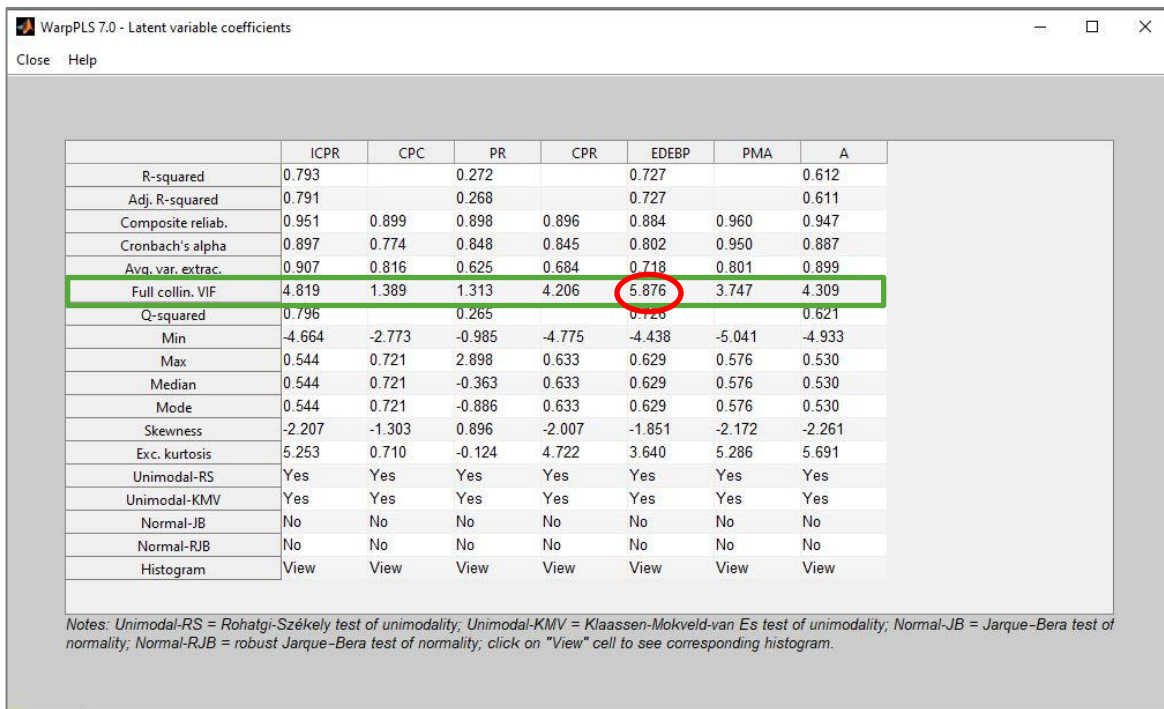 WarpPLS 7.0 - Latent variable coefficients
Close Help
ICPR CPC PR CPR EDEBP PMA A
R-squared 0.793 0.272 0.727 0.612
Adj. R-squared 0.791 0.268 0.727 0.611
Composite reliab. 0.951 0.899 0.898 0.896 0.884 0.960 0.947
Cronbach's alpha 0.897 0.774 0.848 0.845 0.802 0.950 0.887
Avg. var. extrac. 0.907 0.816 0.625 0.684 0.718 0.801 0.899
Full collin. VIF 4.819 1.389 1.313 4.206 5.876 3.747 4.309
Q-squared 0.796 0.265 0.726 0.621
Min -4.664 -2.773 -0.985 -4.775 -4.438 -5.041 -4.933
Max 0.544 0.721 2.898 0.633 0.629 0.576 0.530
Median 0.544 0.721 -0.363 0.633 0.629 0.576 0.530
Mode 0.544 0.721 -0.886 0.633 0.629 0.576 0.530
Skewness -2.207 -1.303 0.896 -2.007 -1.851 -2.172 -2.261
Exc. kurtosis 5.253 0.710 -0.124 4.722 3.640 5.286 5.691
Unimodal-RS Yes Yes Yes Yes Yes Yes Yes
Unimodal-KMV Yes Yes Yes Yes Yes Yes Yes
Normal-JB No No No No No No No
Normal-RJB No No No No No No No
Histogram View View View View View View View
Notes: Unimodal-RS = Rohatgi-Székely test of unimodality; Unimodal-KMV = Klaassen-Mokveld-van Es test of unimodality; Normal-JB = Jarque–Bera test of
normality; Normal-RJB = robust Jarque–Bera test of normality; click on "View" cell to see corresponding histogram.